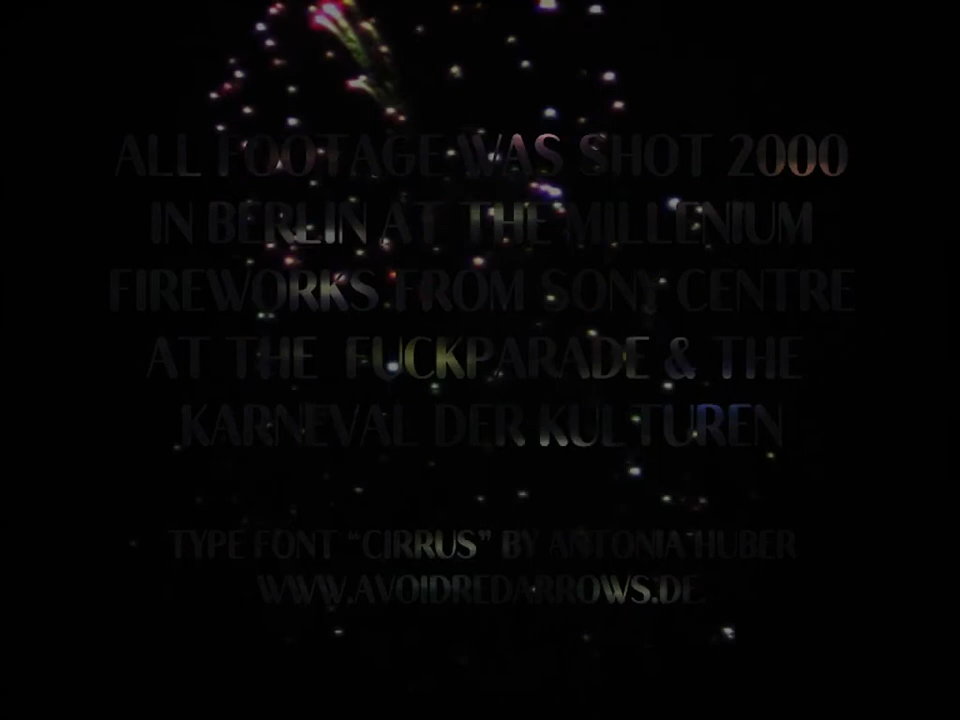 ALL FOOTAGE WAS SHOT 2000
IN BERLIN AT THE MILLENIUM
FIREWORKS FROM SONY CENTRE
AT THE FUCKPARADE & THE
KARNEVAL DER KULTUREN
TYPE FONT “CIRRUS” BY ANTONIA HUBER
WWW.AVOIDREDARROWS.DE